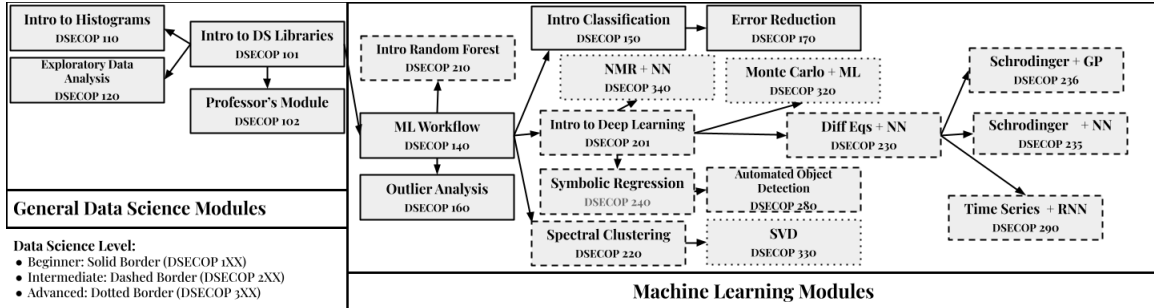 Intro to Histograms
DSECOP 110
Intro to DS Libraries
DSECOP 101
Exploratory Data
Analysis
DSECOP 120
Professor's Module
DSECOP 102
General Data Science Modules
Data Science Level:
• Beginner: Solid Border (DSECOP 1XX)
• Intermediate: Dashed Border (DSECOP 2XX)
• Advanced: Dotted Border (DSECOP 3XX)
Intro Classification
DSECOP 150
Error Reduction
DSECOP 170
Intro Random Forest
DSECOP 210
NMR + NN
DSECOP 340
Monte Carlo + ML
DSECOP 320
Schrodinger + GP
DSECOP 236
ML Workflow
DSECOP 140
Intro to Deep Learning
DSECOP 201
Diff Eqs + NN
DSECOP 230
Schrodinger + NN
DSECOP 235
Outlier Analysis
DSECOP 160
Symbolic Regression
DSECOP 240
Automated Object
Detection
DSECOP 280
Time Series + RNN
DSECOP 290
Spectral Clustering
DSECOP 220
SVD
DSECOP 330
Machine Learning Modules